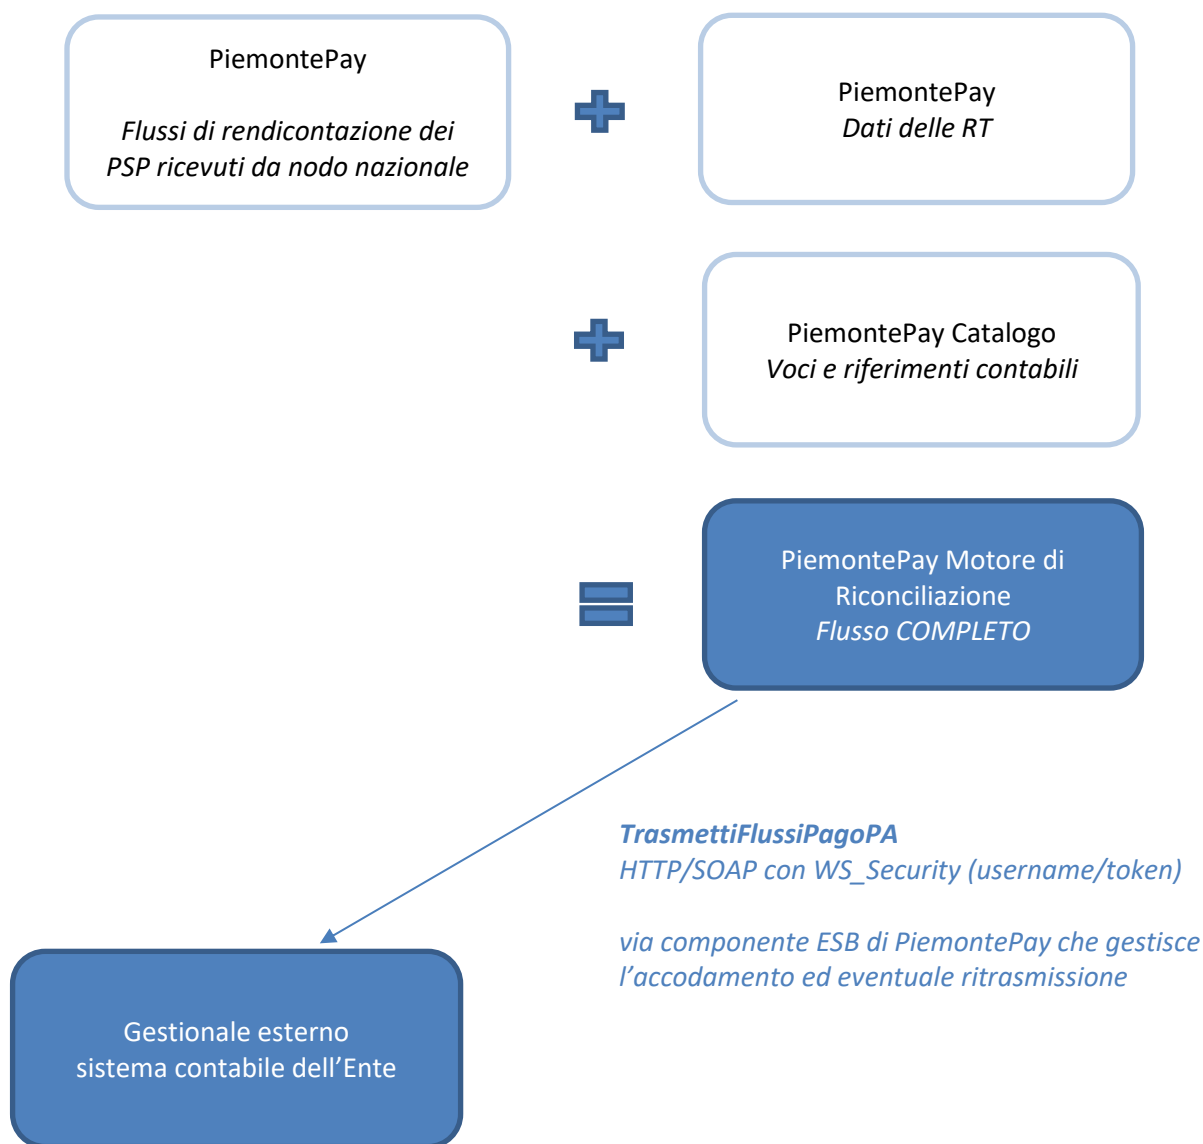 PiemontePay
Flussi di rendicontazione dei
PSP ricevuti da nodo nazionale
PiemontePay
Dati delle RT
PiemontePay Catalogo
Voci e riferimenti contabili
PiemontePay Motore di
Riconciliazione
Flusso COMPLETO
TrasmettiFlussiPagoPA
HTTP/SOAP con WS_Security (username/token)
via componente ESB di PiemontePay che gestisce
l’accodamento ed eventuale ritrasmissione
Gestionale esterno
sistema contabile dell’Ente